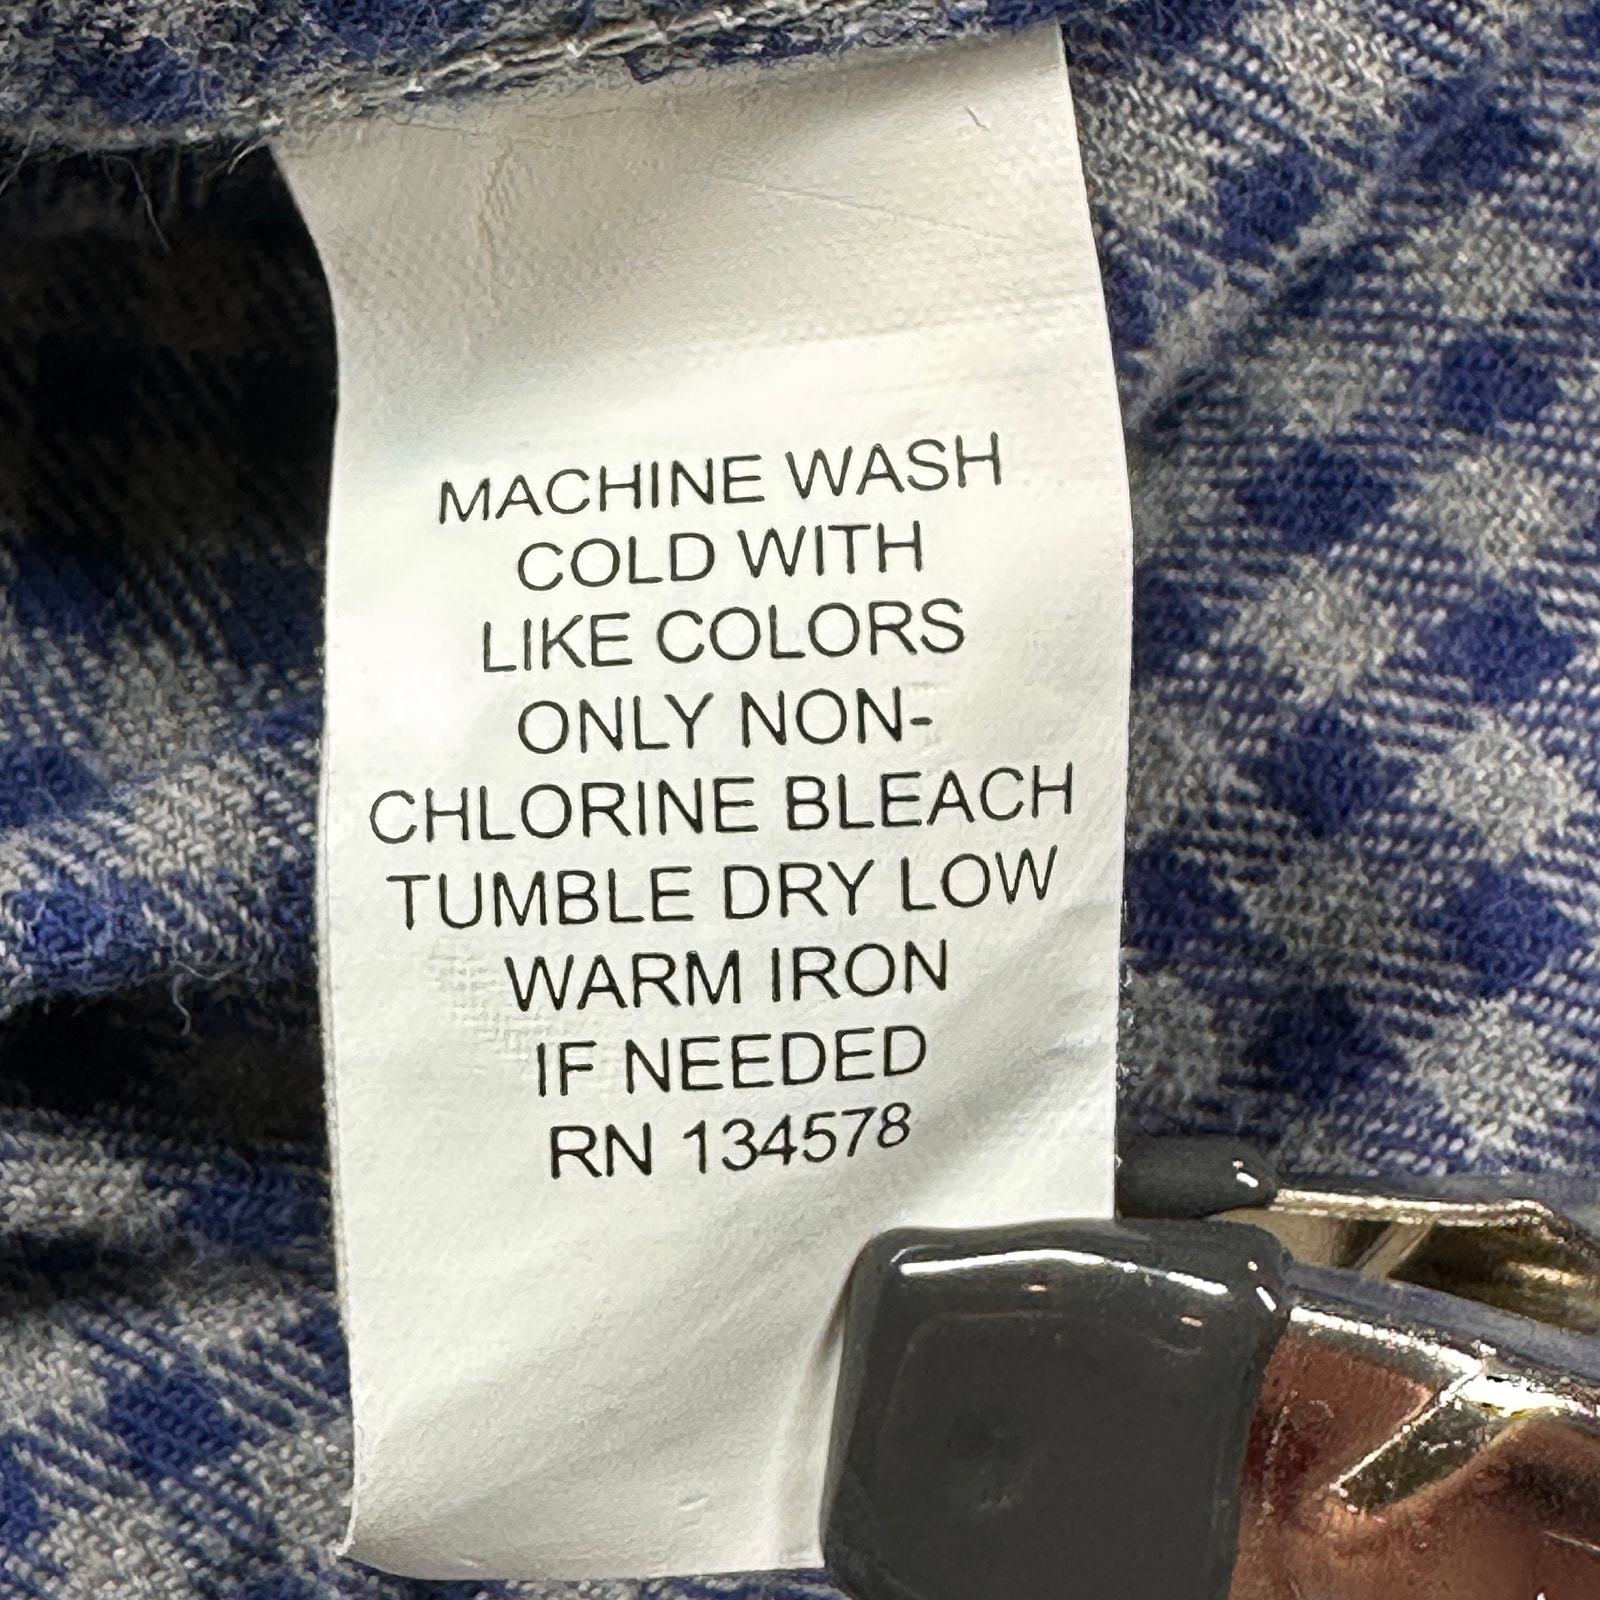 MACHINE WASH
COLD WITH
LIKE COLORS
ONLY NON-
CHLORINE BLEACH
TUMBLE DRY LOW
WARM IRON
IF NEEDED
RN 134578